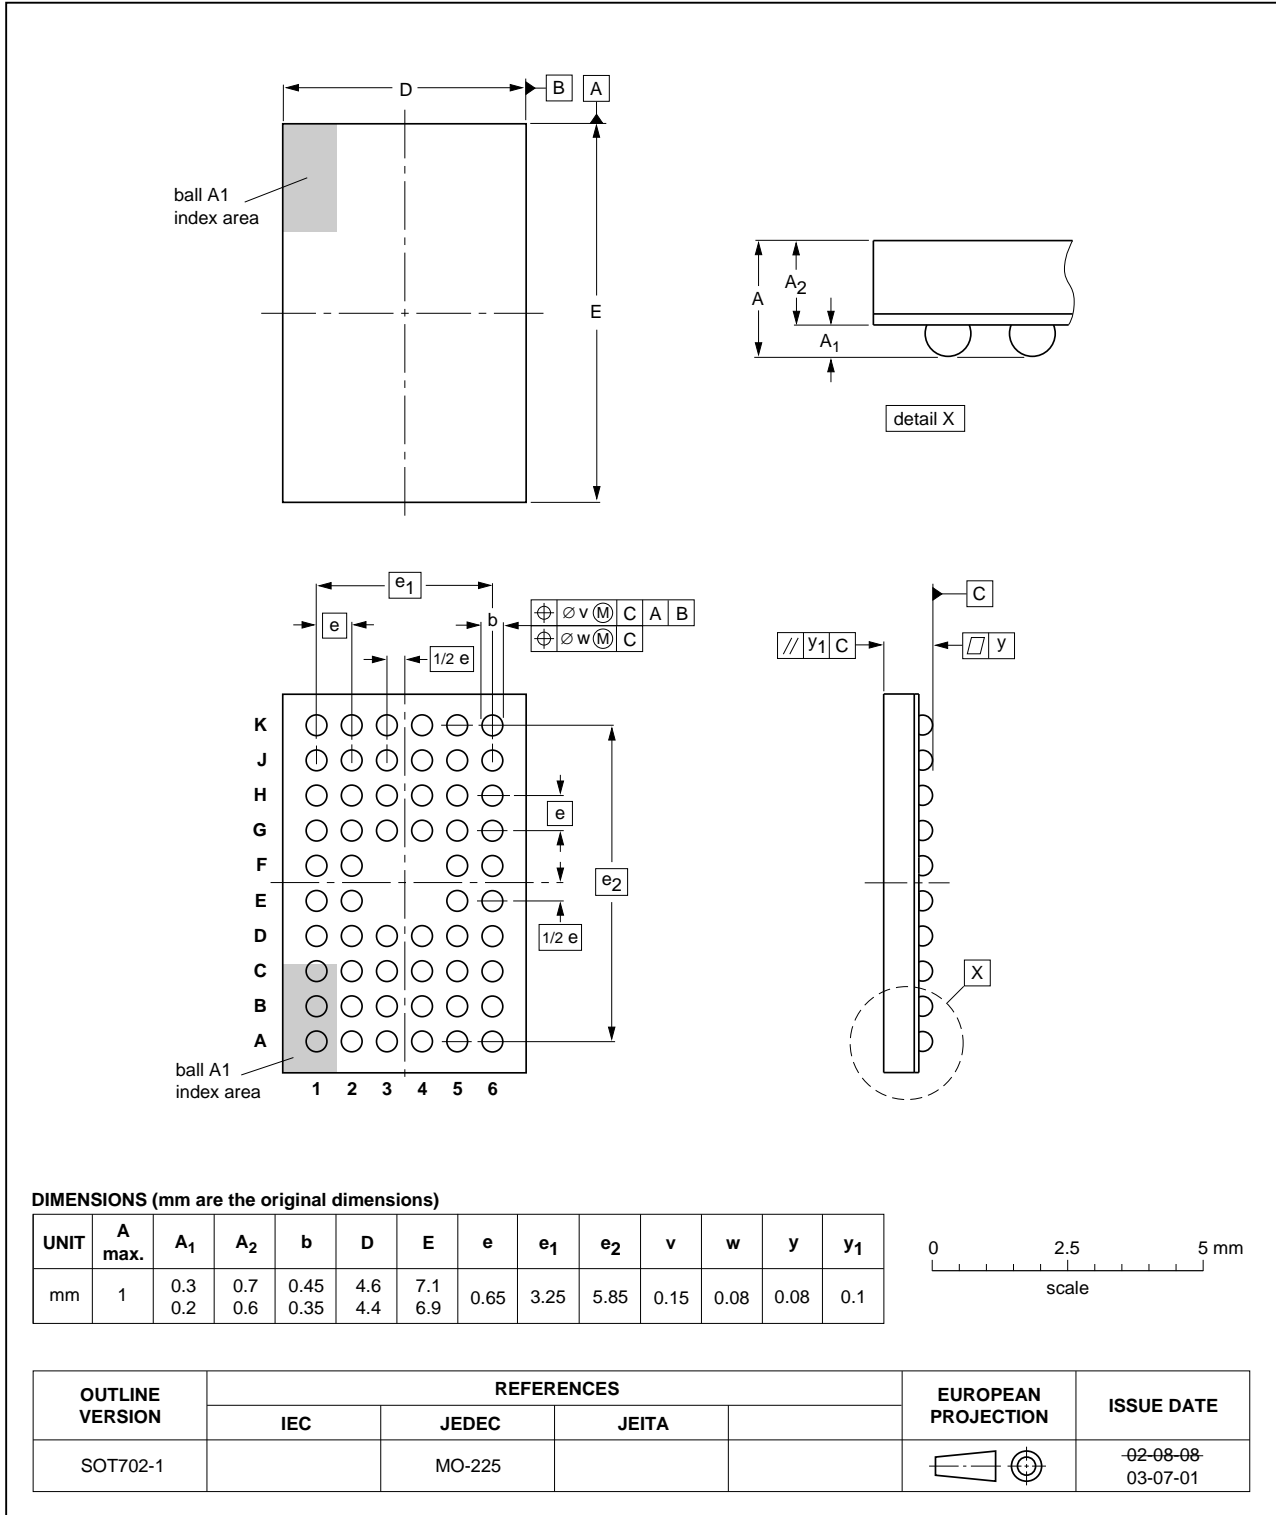 D
B
A
ball A1
index area
E
A
A2
A1
detail X
e1
e
b
⌖ ⌀ v Ⓜ C A B
⌖ ⌀ w Ⓜ C
1/2 e
C
// y1 C
⏥ y
K
J
H
G
F
E
D
C
B
A
e
e2
1/2 e
X
ball A1
index area
1 2 3 4 5 6
DIMENSIONS (mm are the original dimensions)
UNIT A max. A1 A2 b D E e e1 e2 v w y y1
mm 1 0.3 0.2 0.7 0.6 0.45 0.35 4.6 4.4 7.1 6.9 0.65 3.25 5.85 0.15 0.08 0.08 0.1
0 2.5 5 mm
scale
OUTLINE VERSION REFERENCES EUROPEAN PROJECTION ISSUE DATE
IEC JEDEC JEITA
SOT702-1 MO-225 02-08-08
03-07-01